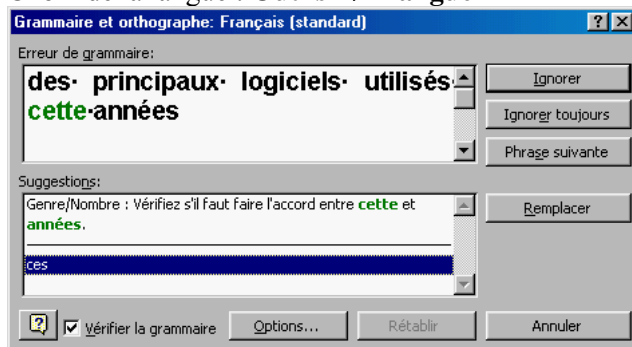 Grammaire et orthographe: Français (standard)
Erreur de grammaire:
des· principaux· logiciels· utilisés·
cette·années
Ignorer
Ignorer toujours
Phrase suivante
Suggestions:
Genre/Nombre : Vérifiez s'il faut faire l'accord entre cette et
années.
ces
Remplacer
Vérifier la grammaire
Options...
Rétablir
Annuler